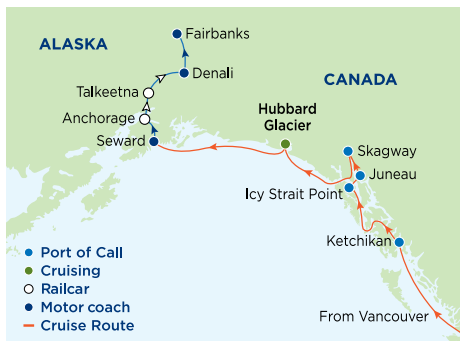 Fairbanks
ALASKA
Denali
CANADA
Talkeetna
Hubbard
Glacier
Anchorage
Seward
Skagway
Juneau
Icy Strait Point
Ketchikan
Port of Call
Cruising
Railcar
Motor coach
Cruise Route
From Vancouver